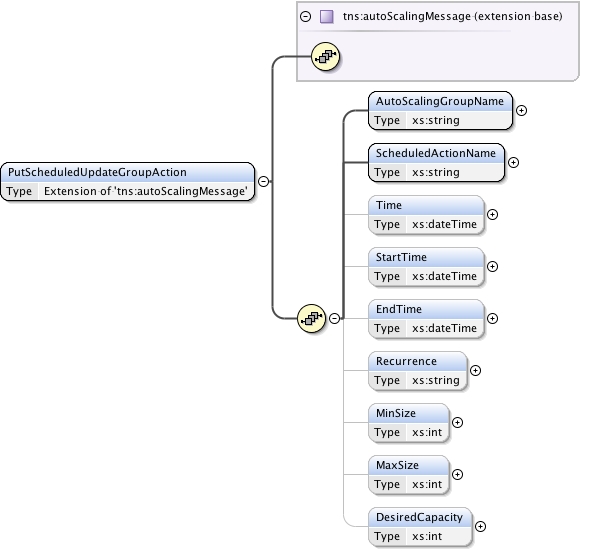 tns:autoScalingMessage (extension base)
AutoScalingGroupName
Type xs:string
ScheduledActionName
Type xs:string
PutScheduledUpdateGroupAction
Type Extension of 'tns:autoScalingMessage'
Time
Type xs:dateTime
StartTime
Type xs:dateTime
EndTime
Type xs:dateTime
Recurrence
Type xs:string
MinSize
Type xs:int
MaxSize
Type xs:int
DesiredCapacity
Type xs:int